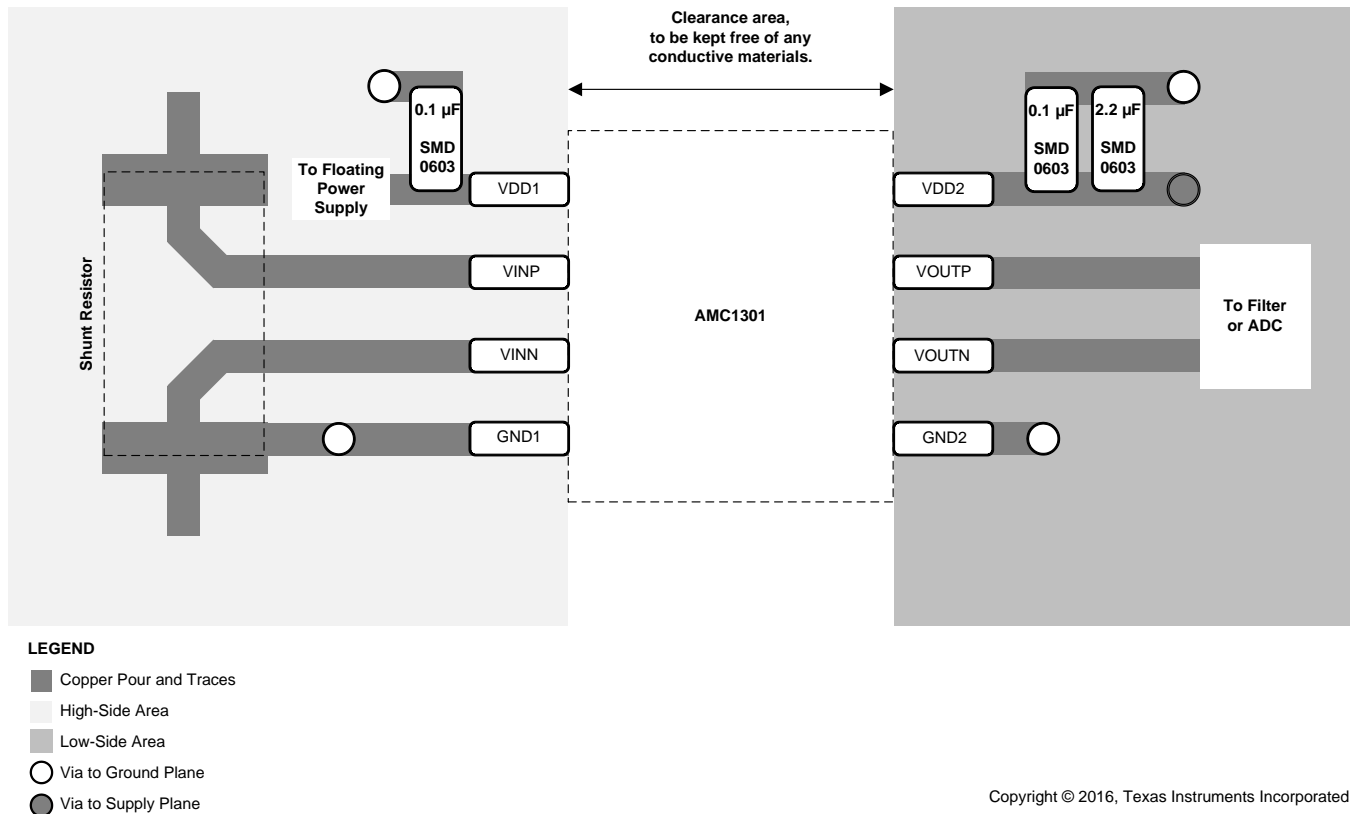 Clearance area,
to be kept free of any
conductive materials.
0.1 µF
SMD
0603
To Floating
Power
Supply
Shunt Resistor
VDD1
VINP
VINN
GND1
AMC1301
VDD2
VOUTP
VOUTN
GND2
0.1 µF
SMD
0603
2.2 µF
SMD
0603
To Filter
or ADC
LEGEND
Copper Pour and Traces
High-Side Area
Low-Side Area
Via to Ground Plane
Via to Supply Plane
Copyright © 2016, Texas Instruments Incorporated